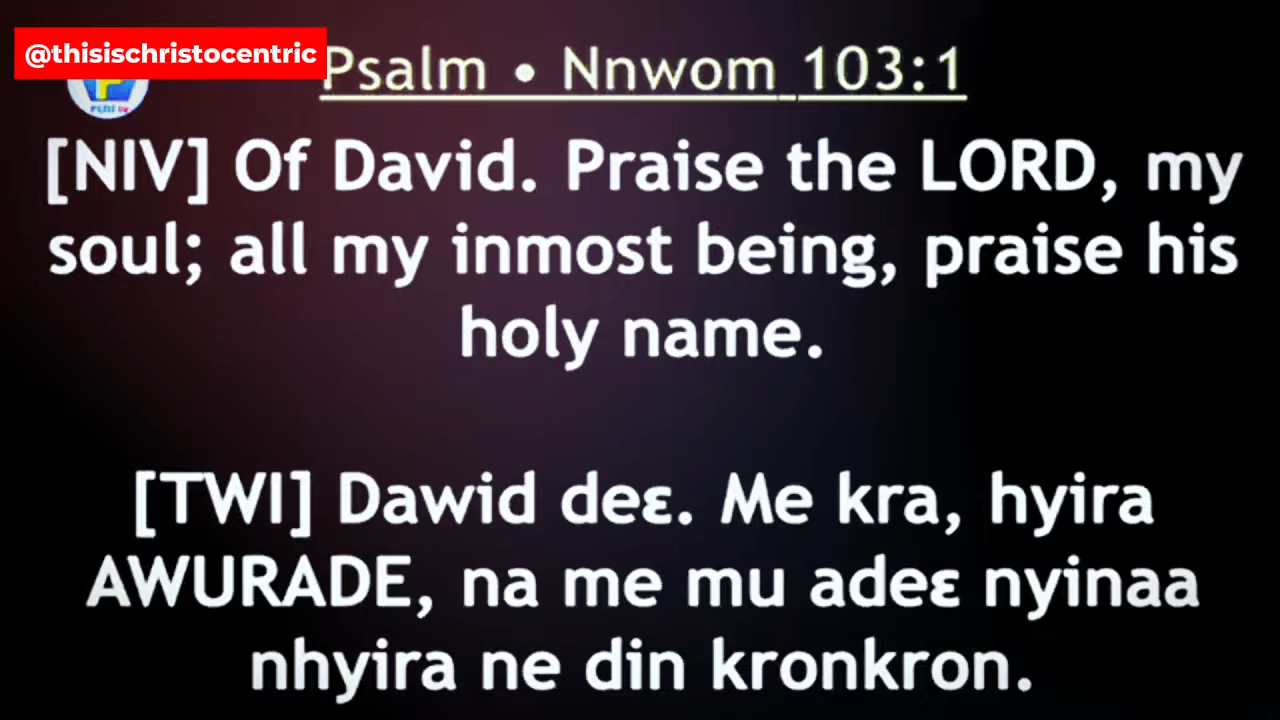 @thisischristocentric
Psalm • Nnwom 103:1
[NIV] Of David. Praise the LORD, my
soul; all my inmost being, praise his
holy name.
[TWI] Dawid deɛ. Me kra, hyira
AWURADE, na me mu adeɛ nyinaa
nhyira ne din kronkron.